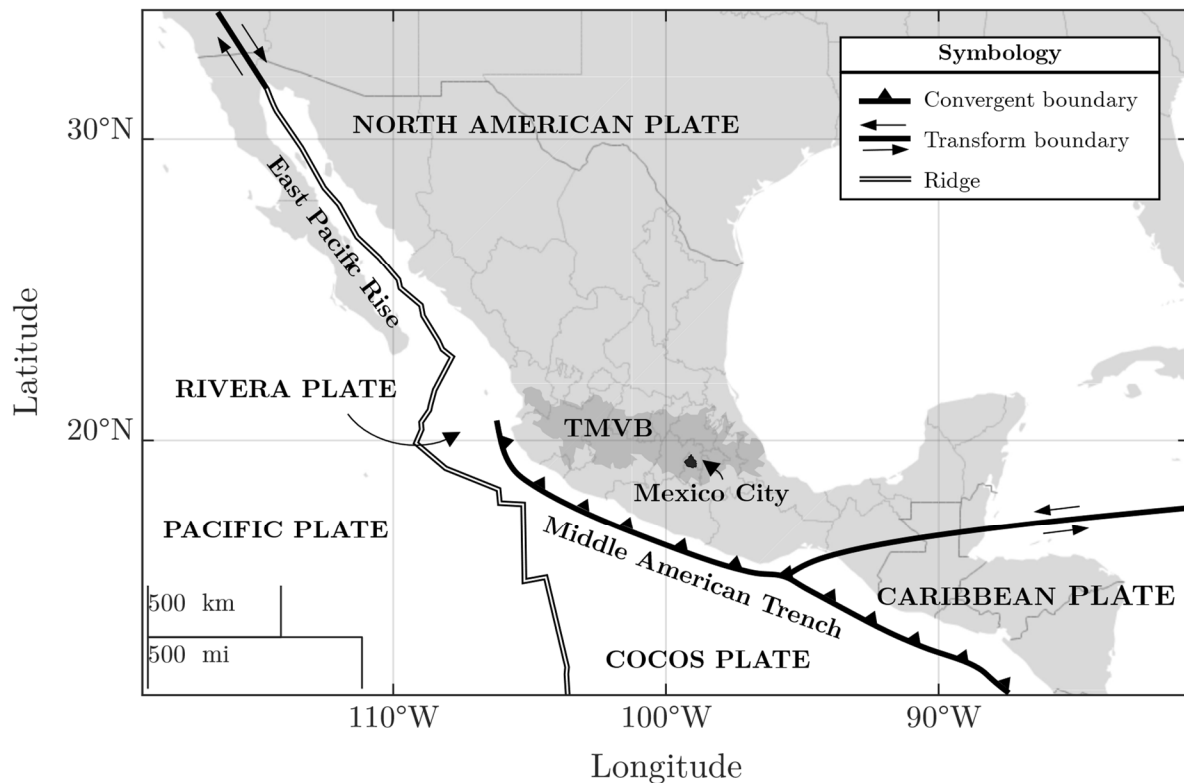 Symbology
Convergent boundary
Transform boundary
Ridge
NORTH AMERICAN PLATE
East Pacific Rise
RIVERA PLATE
TMVB
Mexico City
PACIFIC PLATE
Middle American Trench
CARIBBEAN PLATE
COCOS PLATE
500 km
500 mi
30°N
20°N
Latitude
110°W
100°W
90°W
Longitude